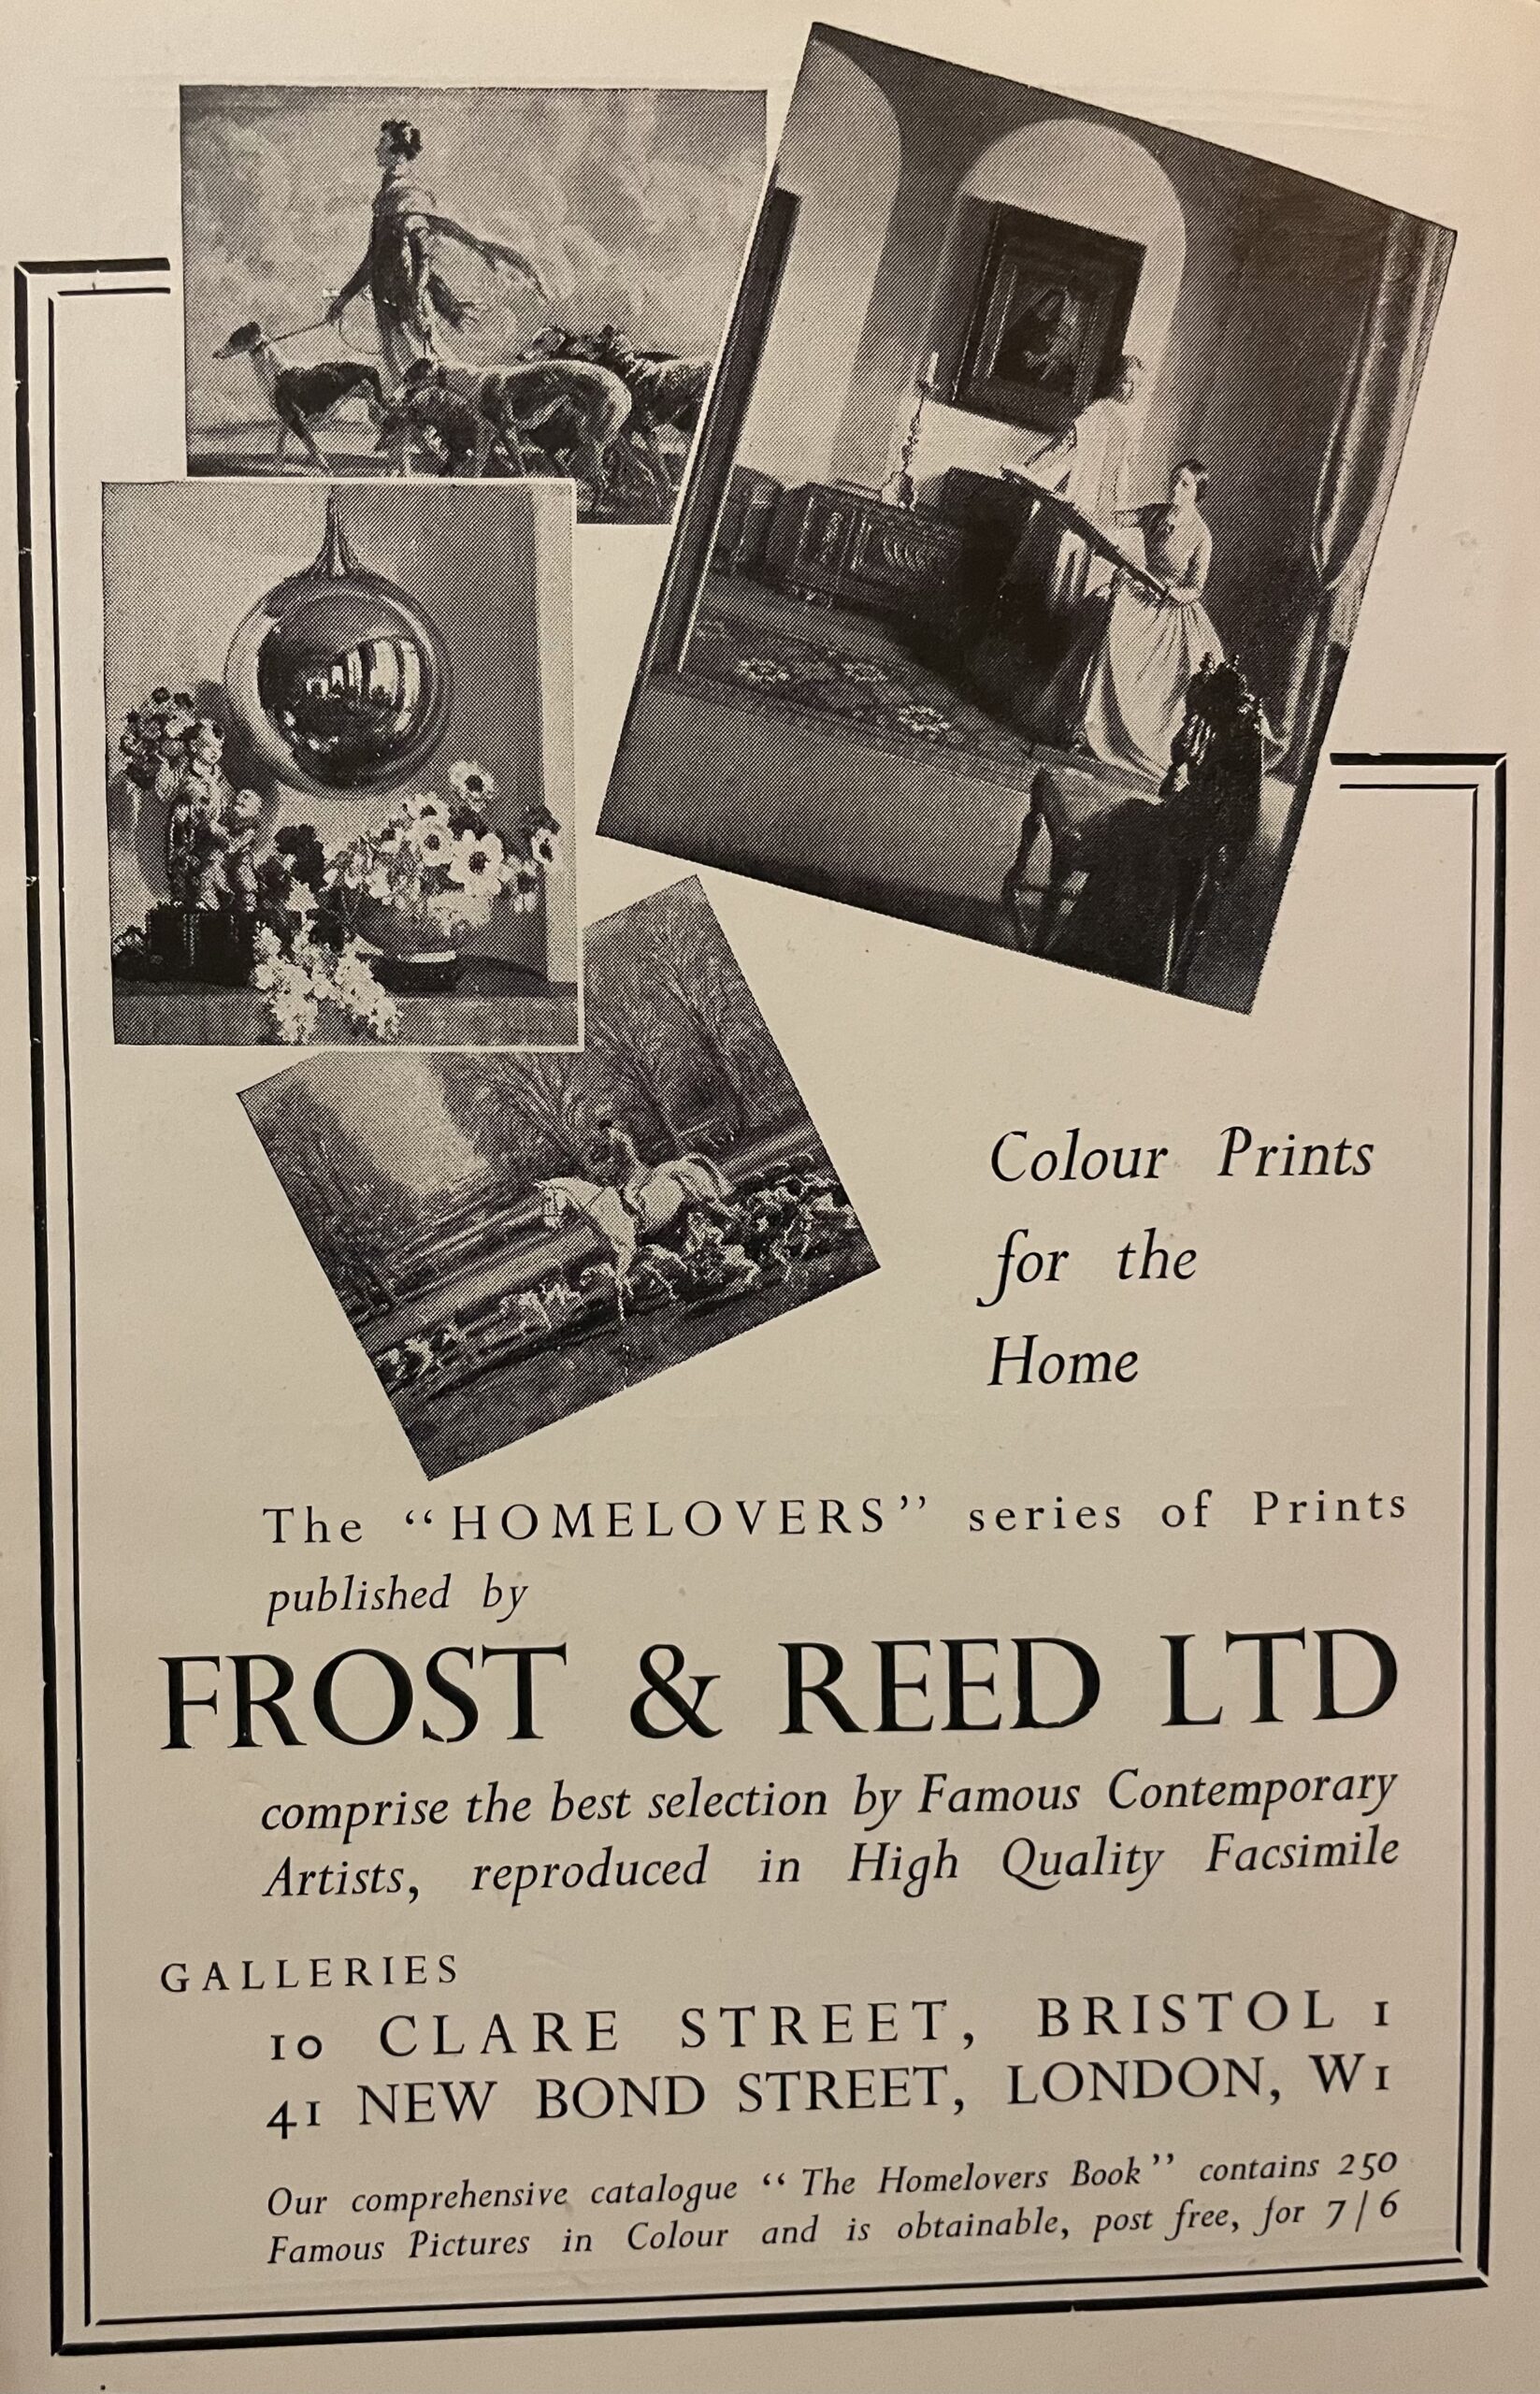 Colour Prints
for the
Home
The “HOMELOVERS” series of Prints
published by
FROST & REED LTD
comprise the best selection by Famous Contemporary
Artists, reproduced in High Quality Facsimile
GALLERIES
10 CLARE STREET, BRISTOL 1
41 NEW BOND STREET, LONDON, W1
Our comprehensive catalogue “The Homelovers Book” contains 250
Famous Pictures in Colour and is obtainable, post free, for 7/6